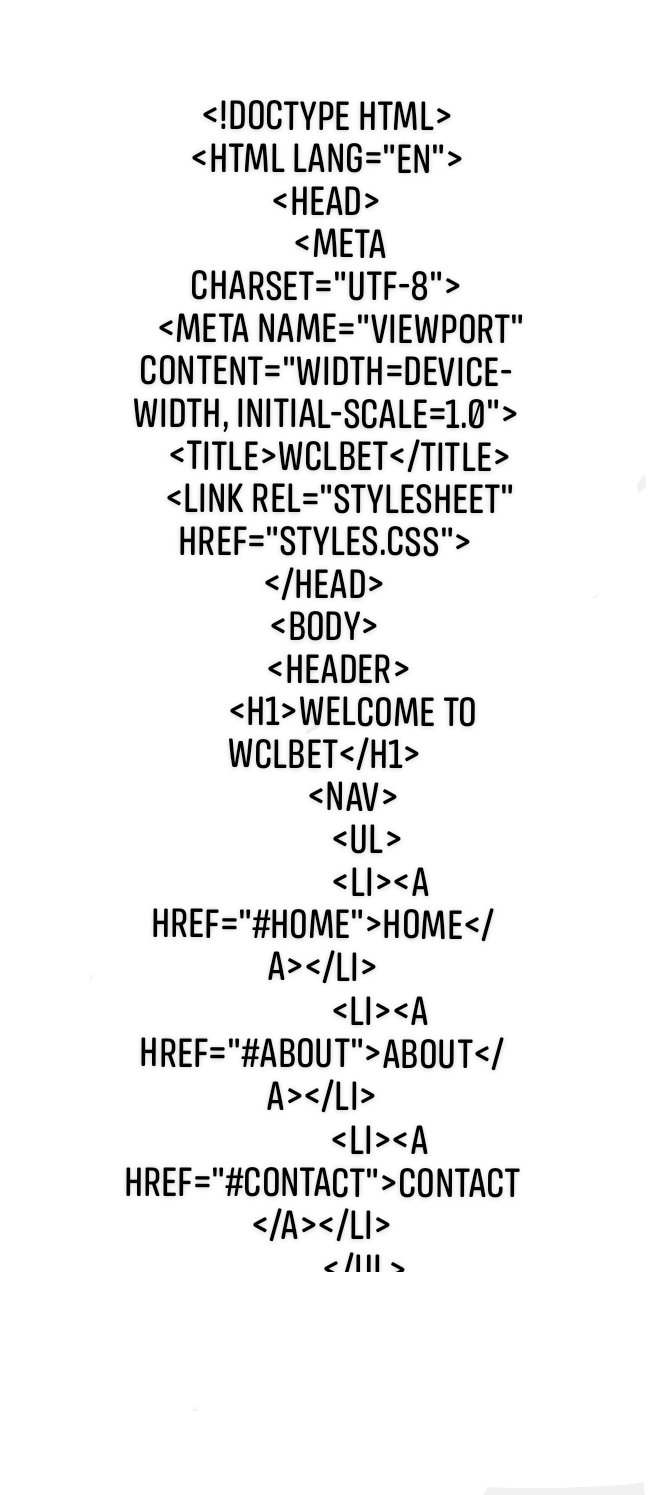 <!DOCTYPE HTML>
<HTML LANG="EN">
<HEAD>
<META
CHARSET="UTF-8">
<META NAME="VIEWPORT"
CONTENT="WIDTH=DEVICE-
WIDTH, INITIAL-SCALE=1.0">
<TITLE>WCLBET</TITLE>
<LINK REL="STYLESHEET"
HREF="STYLES.CSS">
</HEAD>
<BODY>
<HEADER>
<H1>WELCOME TO
WCLBET</H1>
<NAV>
<UL>
<LI><A
HREF="#HOME">HOME</
A></LI>
<LI><A
HREF="#ABOUT">ABOUT</
A></LI>
<LI><A
HREF="#CONTACT">CONTACT
</A></LI>
</UL>